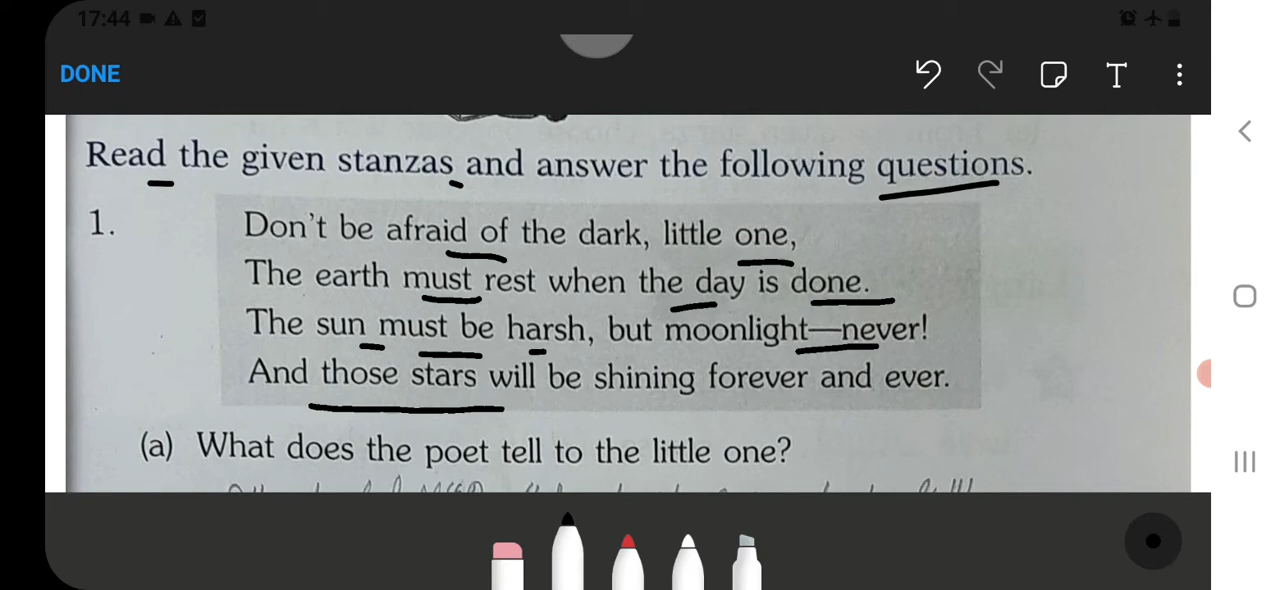 17:44
DONE
T
Read the given stanzas and answer the following questions.
1.
Don't be afraid of the dark, little one,
The earth must rest when the day is done.
The sun must be harsh, but moonlight—never!
And those stars will be shining forever and ever.
(a) What does the poet tell to the little one?